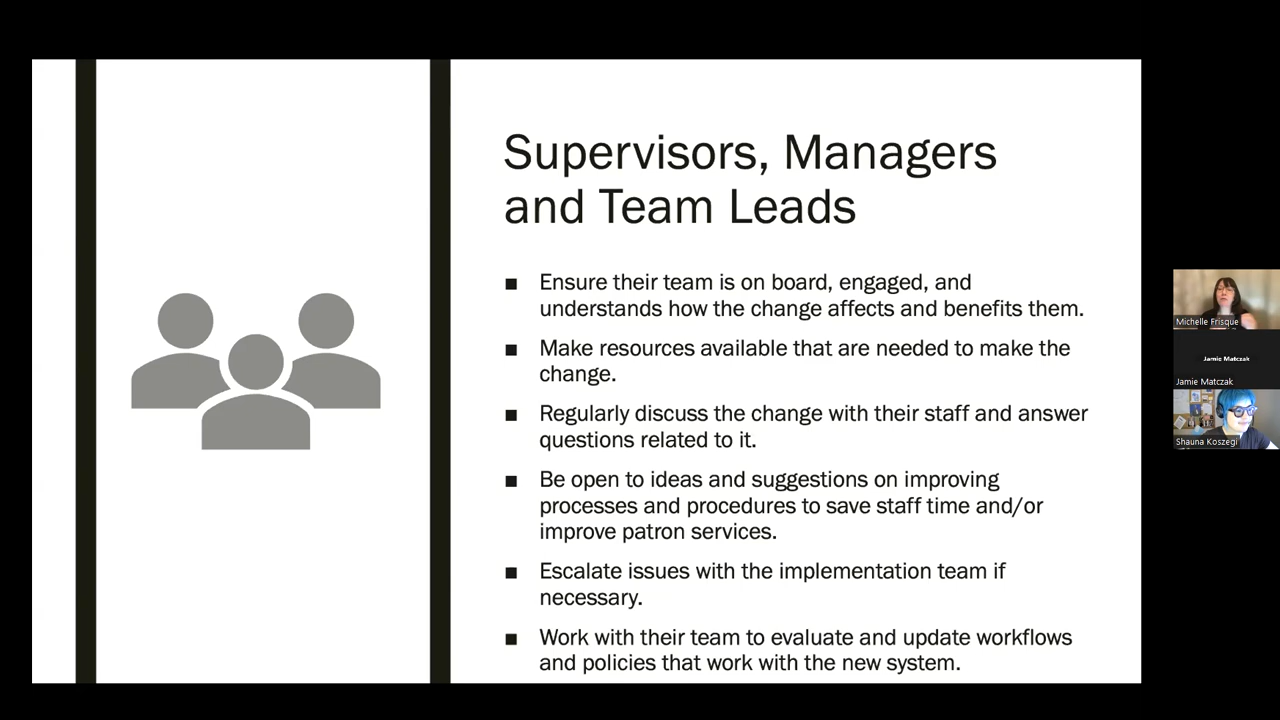 Supervisors, Managers
and Team Leads
■ Ensure their team is on board, engaged, and
understands how the change affects and benefits them.
■ Make resources available that are needed to make the
change.
■ Regularly discuss the change with their staff and answer
questions related to it.
■ Be open to ideas and suggestions on improving
processes and procedures to save staff time and/or
improve patron services.
■ Escalate issues with the implementation team if
necessary.
■ Work with their team to evaluate and update workflows
and policies that work with the new system.
Michelle Frisque
Jamie Matczak
Jamie Matczak
Shauna Koszegi